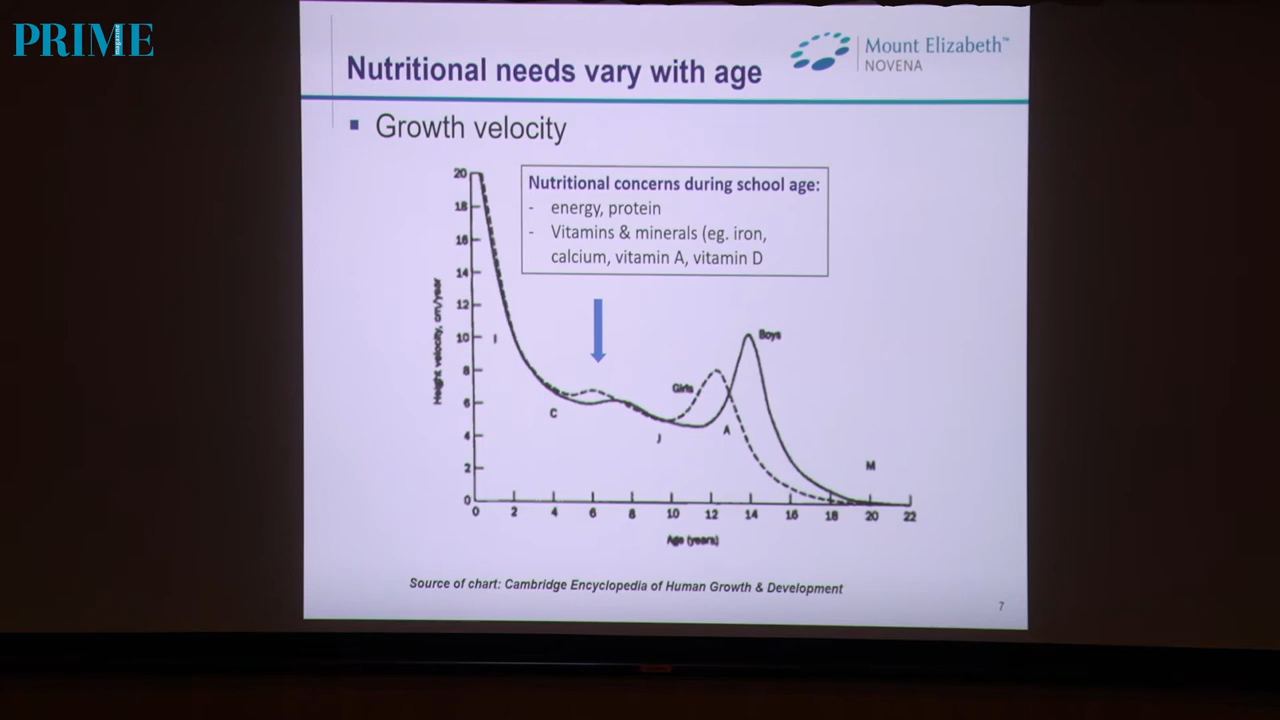 PRIME
magazine
Nutritional needs vary with age
Mount Elizabeth™
NOVENA
▪ Growth velocity
Nutritional concerns during school age:
- energy, protein
- Vitamins & minerals (eg. iron,
calcium, vitamin A, vitamin D
Height velocity, cm/year
20
18
16
14
12
10
8
6
4
2
0
I
C
J
A
M
Girls
Boys
0 2 4 6 8 10 12 14 16 18 20 22
Age (years)
Source of chart: Cambridge Encyclopedia of Human Growth & Development
7